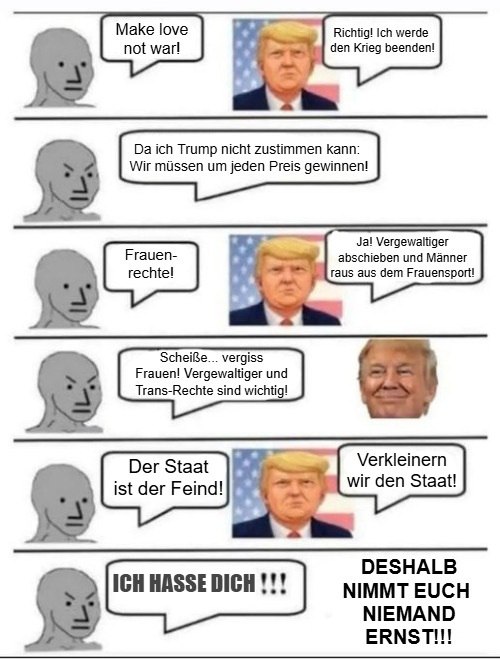 Make love
not war!
Richtig! Ich werde
den Krieg beenden!
Da ich Trump nicht zustimmen kann:
Wir müssen um jeden Preis gewinnen!
Frauen-
rechte!
Ja! Vergewaltiger
abschieben und Männer
raus aus dem Frauensport!
Scheiße... vergiss
Frauen! Vergewaltiger und
Trans-Rechte sind wichtig!
Der Staat
ist der Feind!
Verkleinern
wir den Staat!
ICH HASSE DICH !!!
DESHALB
NIMMT EUCH
NIEMAND
ERNST!!!